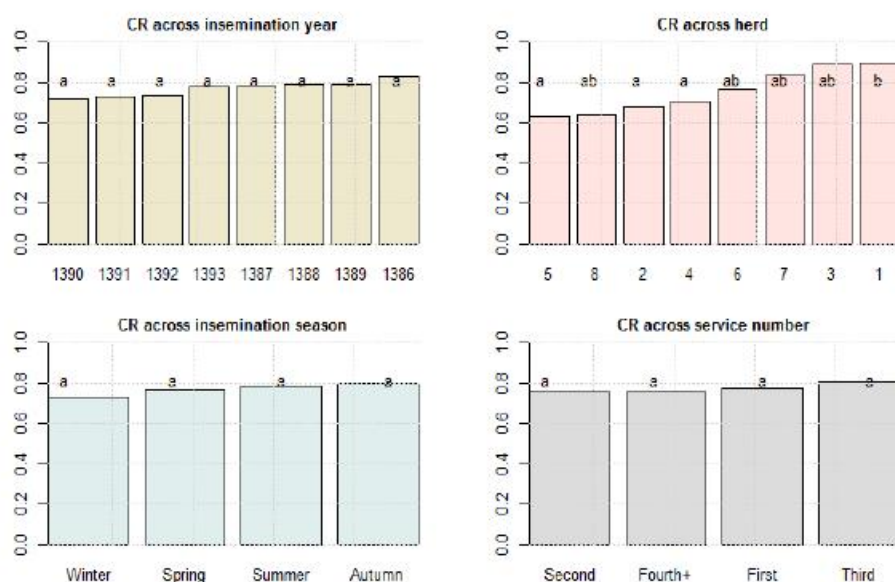 CR across insemination year
1.0
0.8
0.6
0.4
0.2
0.0
a a a a a a a a
1390 1391 1392 1393 1387 1388 1389 1386
CR across herd
1.0
0.8
0.6
0.4
0.2
0.0
a ab a a ab ab ab b
5 8 2 4 6 7 3 1
CR across insemination season
1.0
0.8
0.6
0.4
0.2
0.0
a a a a
Winter Spring Summer Autumn
CR across service number
1.0
0.8
0.6
0.4
0.2
0.0
a a a a
Second Fourth+ First Third